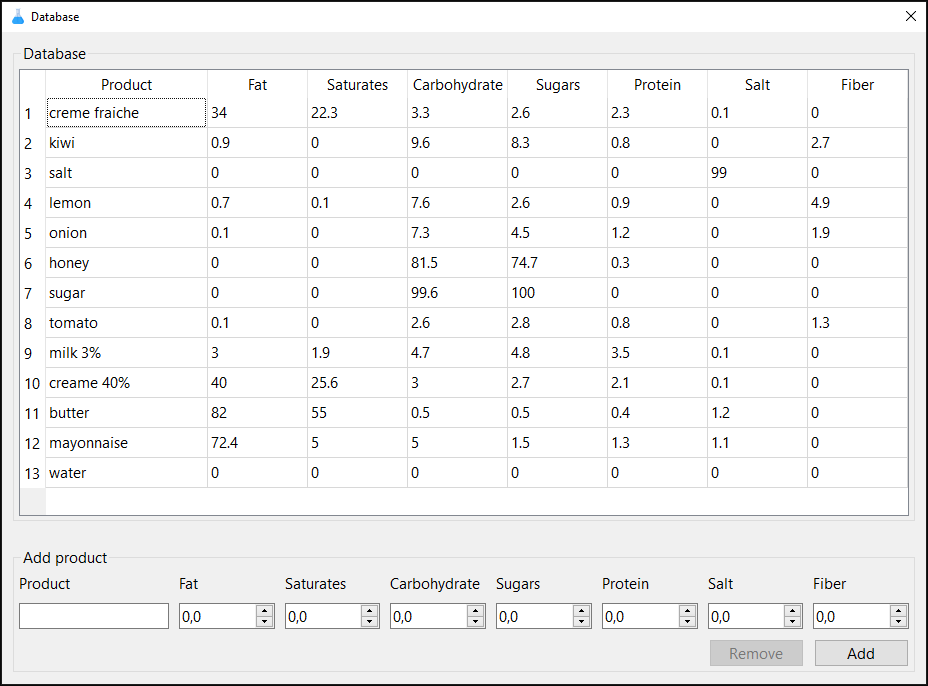 Database
Database
Product Fat Saturates Carbohydrate Sugars Protein Salt Fiber
1 creme fraiche 34 22.3 3.3 2.6 2.3 0.1 0
2 kiwi 0.9 0 9.6 8.3 0.8 0 2.7
3 salt 0 0 0 0 0 99 0
4 lemon 0.7 0.1 7.6 2.6 0.9 0 4.9
5 onion 0.1 0 7.3 4.5 1.2 0 1.9
6 honey 0 0 81.5 74.7 0.3 0 0
7 sugar 0 0 99.6 100 0 0 0
8 tomato 0.1 0 2.6 2.8 0.8 0 1.3
9 milk 3% 3 1.9 4.7 4.8 3.5 0.1 0
10 creame 40% 40 25.6 3 2.7 2.1 0.1 0
11 butter 82 55 0.5 0.5 0.4 1.2 0
12 mayonnaise 72.4 5 5 1.5 1.3 1.1 0
13 water 0 0 0 0 0 0 0
Add product
Product Fat Saturates Carbohydrate Sugars Protein Salt Fiber
0,0 0,0 0,0 0,0 0,0 0,0 0,0
Remove Add